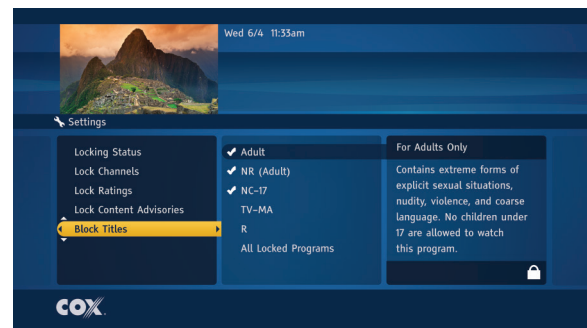 Wed 6/4 11:33am
Settings
Locking Status
Lock Channels
Lock Ratings
Lock Content Advisories
Block Titles
Adult
NR (Adult)
NC-17
TV-MA
R
All Locked Programs
For Adults Only
Contains extreme forms of
explicit sexual situations,
nudity, violence, and coarse
language. No children under
17 are allowed to watch
this program.
COX